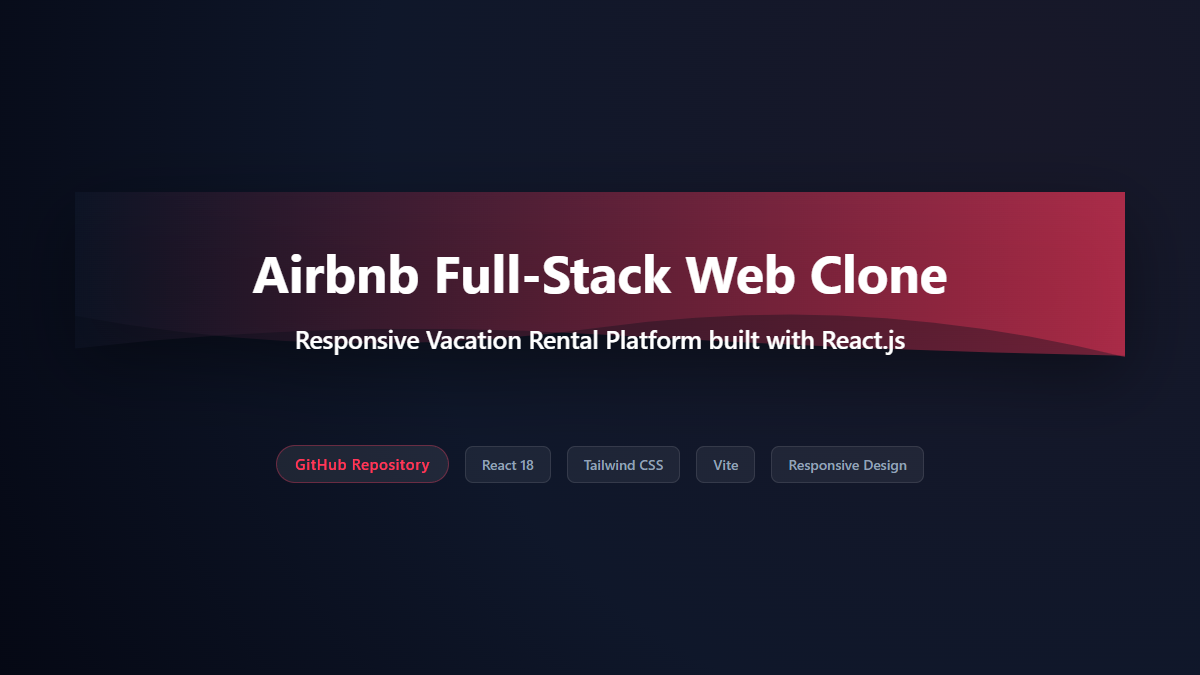 Airbnb Full-Stack Web Clone
Responsive Vacation Rental Platform built with React.js
GitHub Repository React 18 Tailwind CSS Vite Responsive Design